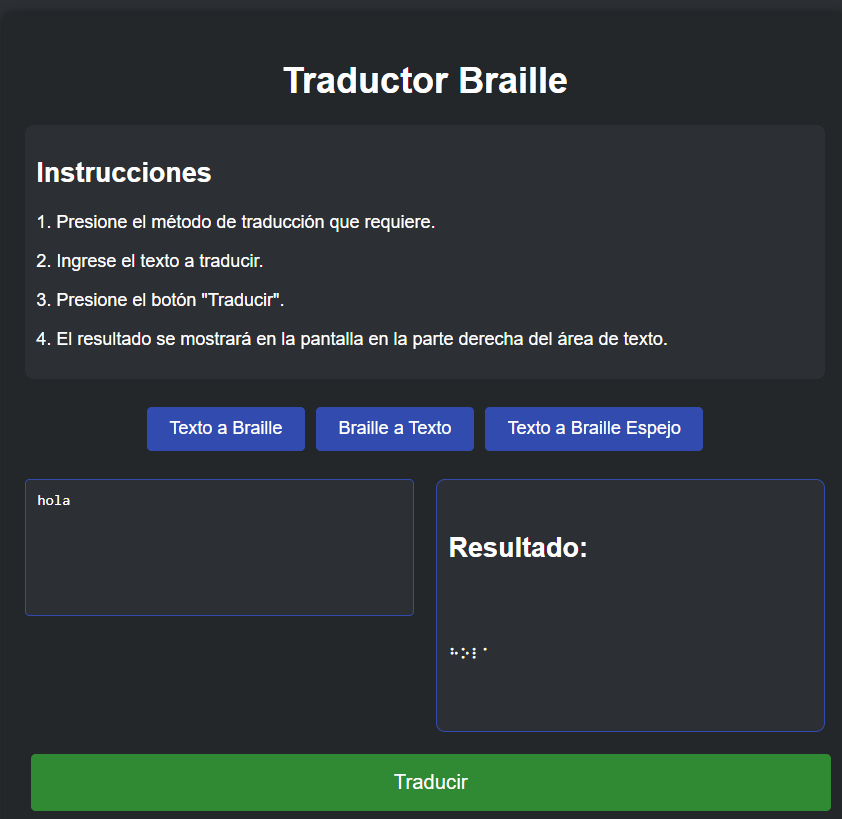 Traductor Braille
Instrucciones
1. Presione el método de traducción que requiere.
2. Ingrese el texto a traducir.
3. Presione el botón "Traducir".
4. El resultado se mostrará en la pantalla en la parte derecha del área de texto.
Texto a Braille
Braille a Texto
Texto a Braille Espejo
hola
Resultado:
⠓⠕⠇⠁
Traducir